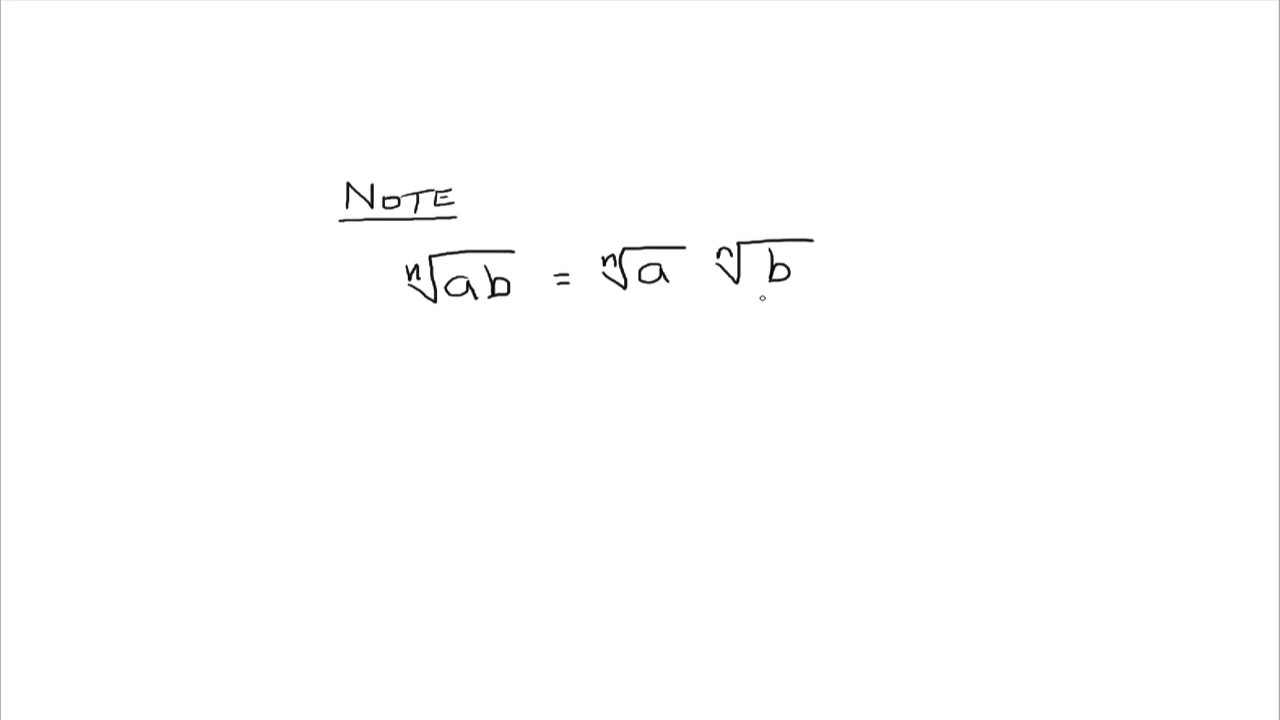 NOTE
ⁿ√ab = ⁿ√a ⁿ√b